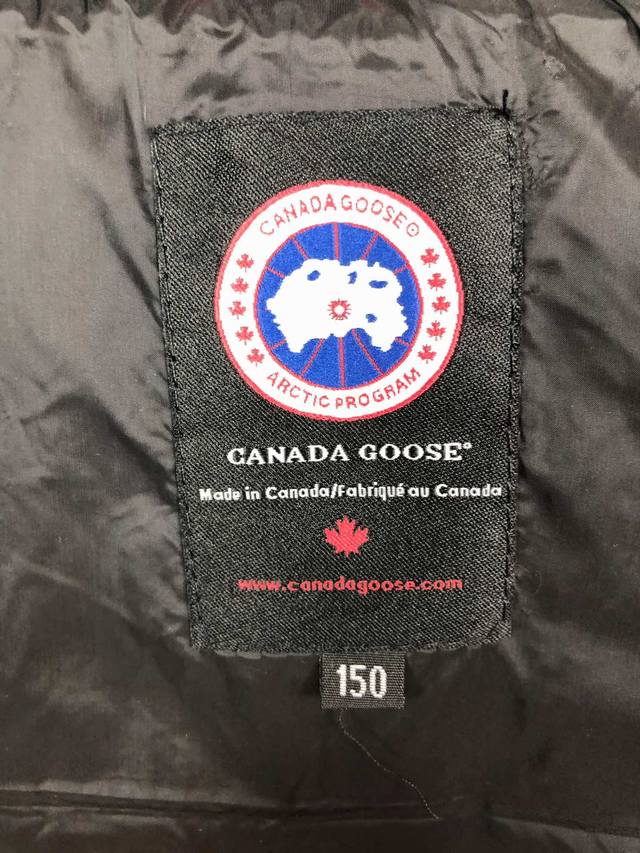 CANADA GOOSE®
ARCTIC PROGRAM
CANADA GOOSE®
Made in Canada/Fabriqué au Canada
www.canadagoose.com
150